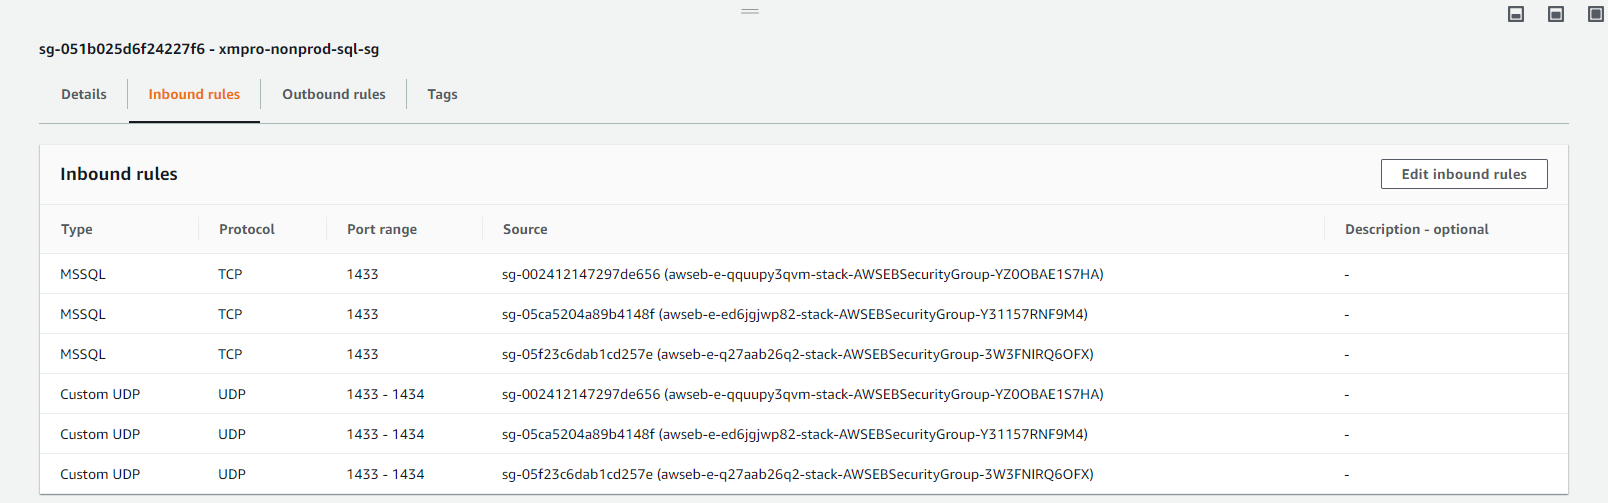 sg-051b025d6f24227f6 - xmpro-nonprod-sql-sg
Details Inbound rules Outbound rules Tags
Inbound rules Edit inbound rules
Type Protocol Port range Source Description - optional
MSSQL TCP 1433 sg-002412147297de656 (awseb-e-qquupy3qvm-stack-AWSEBSecurityGroup-YZ0OBAE1S7HA) -
MSSQL TCP 1433 sg-05ca5204a89b4148f (awseb-e-ed6jgjwp82-stack-AWSEBSecurityGroup-Y31157RNF9M4) -
MSSQL TCP 1433 sg-05f23c6dab1cd257e (awseb-e-q27aab26q2-stack-AWSEBSecurityGroup-3W3FNIRQ6OFX) -
Custom UDP UDP 1433 - 1434 sg-002412147297de656 (awseb-e-qquupy3qvm-stack-AWSEBSecurityGroup-YZ0OBAE1S7HA) -
Custom UDP UDP 1433 - 1434 sg-05ca5204a89b4148f (awseb-e-ed6jgjwp82-stack-AWSEBSecurityGroup-Y31157RNF9M4) -
Custom UDP UDP 1433 - 1434 sg-05f23c6dab1cd257e (awseb-e-q27aab26q2-stack-AWSEBSecurityGroup-3W3FNIRQ6OFX) -